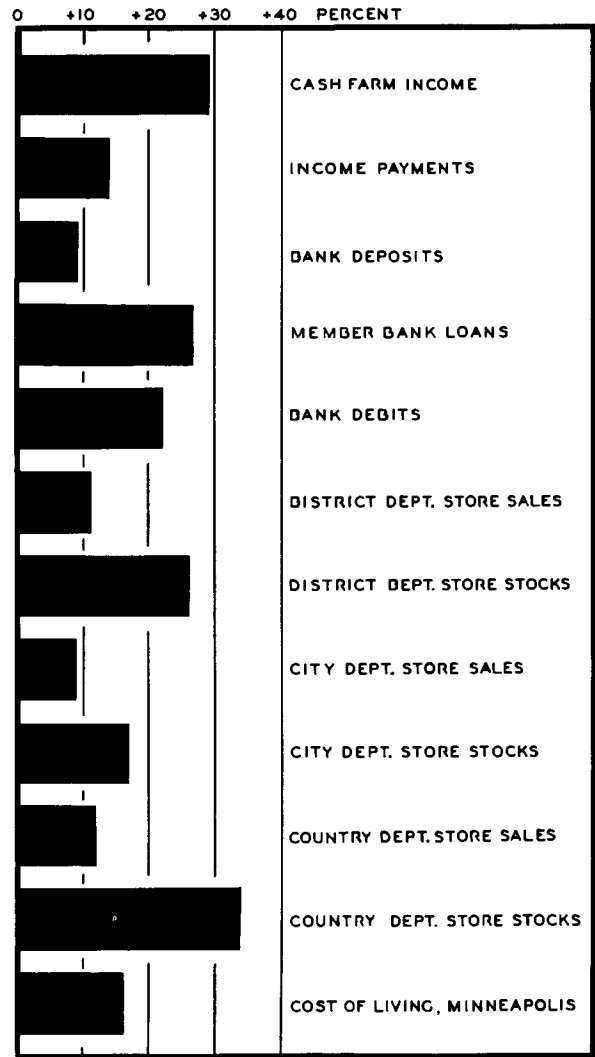 0 +10 +20 +30 +40 PERCENT
CASH FARM INCOME
INCOME PAYMENTS
BANK DEPOSITS
MEMBER BANK LOANS
BANK DEBITS
DISTRICT DEPT. STORE SALES
DISTRICT DEPT. STORE STOCKS
CITY DEPT. STORE SALES
CITY DEPT. STORE STOCKS
COUNTRY DEPT. STORE SALES
COUNTRY DEPT. STORE STOCKS
COST OF LIVING, MINNEAPOLIS